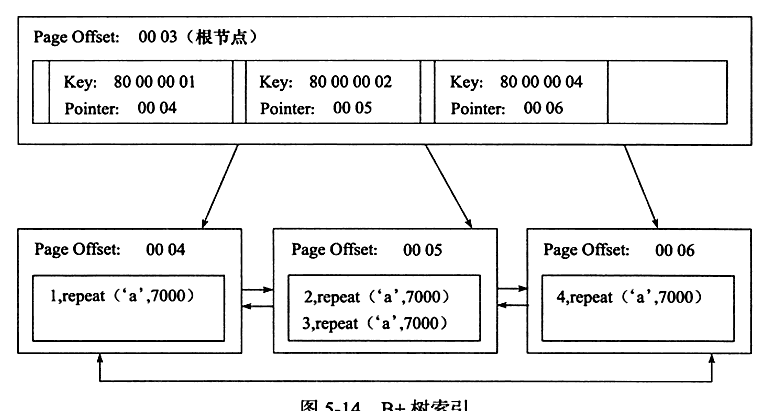 Page Offset: 00 03（根节点）
Key: 80 00 00 01
Pointer: 00 04
Key: 80 00 00 02
Pointer: 00 05
Key: 80 00 00 04
Pointer: 00 06
Page Offset: 00 04
1,repeat（‘a’,7000）
Page Offset: 00 05
2,repeat（‘a’,7000）
3,repeat（‘a’,7000）
Page Offset: 00 06
4,repeat（‘a’,7000）
图 5-14 B+ 树索引